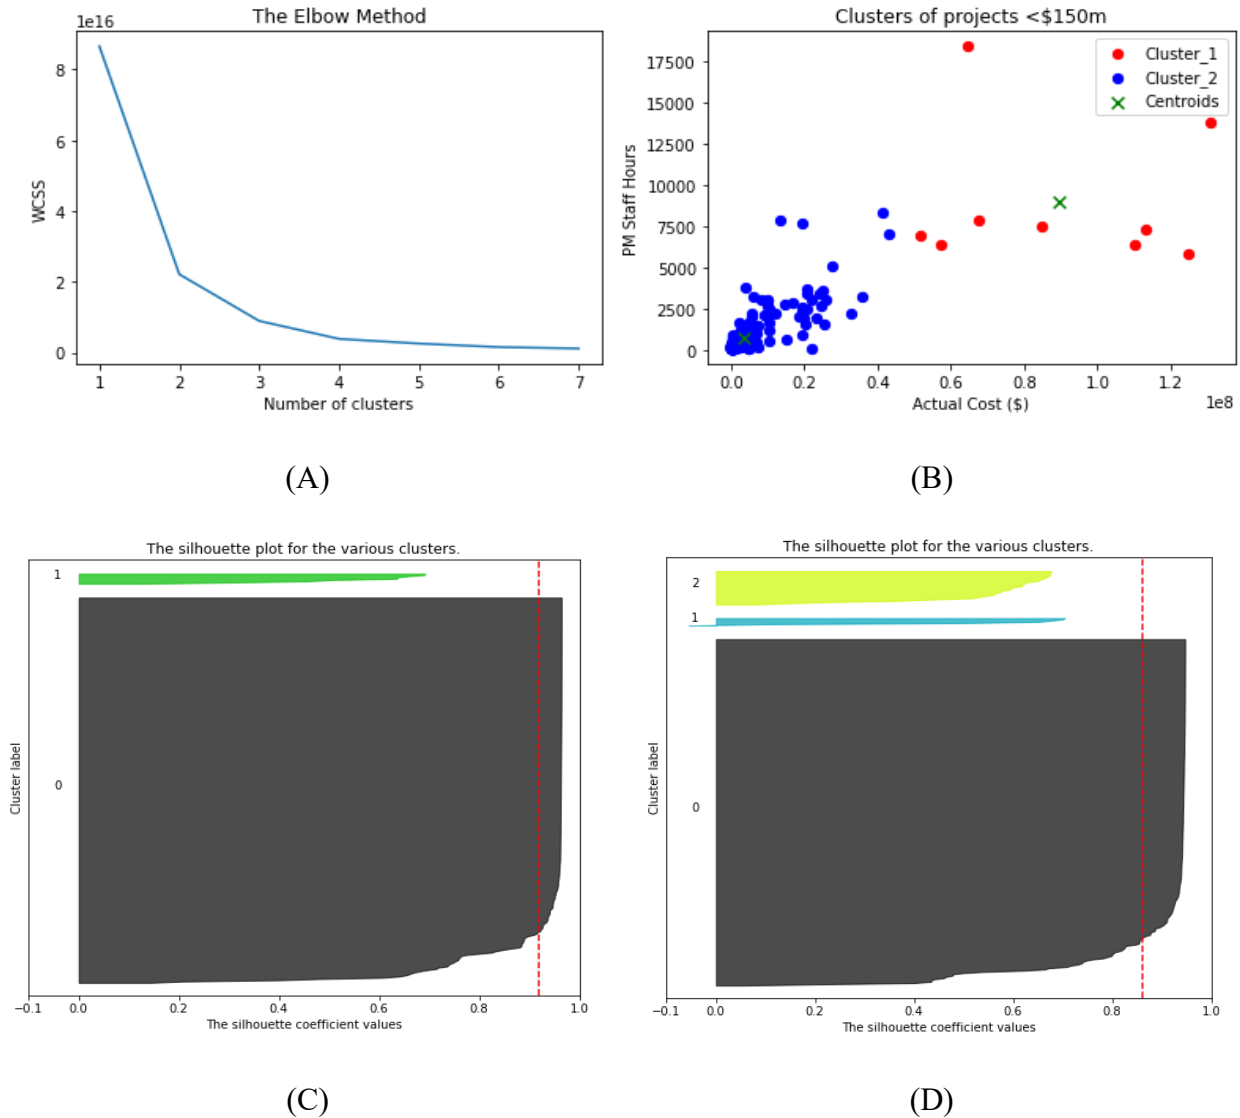 The Elbow Method
1e16
8
6
4
2
0
WCSS
1 2 3 4 5 6 7
Number of clusters
(A)
Clusters of projects <$150m
17500
15000
12500
10000
7500
5000
2500
0
PM Staff Hours
Cluster_1
Cluster_2
Centroids
0.0 0.2 0.4 0.6 0.8 1.0 1.2
1e8
Actual Cost ($)
(B)
The silhouette plot for the various clusters.
1
0
Cluster label
−0.1 0.0 0.2 0.4 0.6 0.8 1.0
The silhouette coefficient values
(C)
The silhouette plot for the various clusters.
2
1
0
Cluster label
−0.1 0.0 0.2 0.4 0.6 0.8 1.0
The silhouette coefficient values
(D)